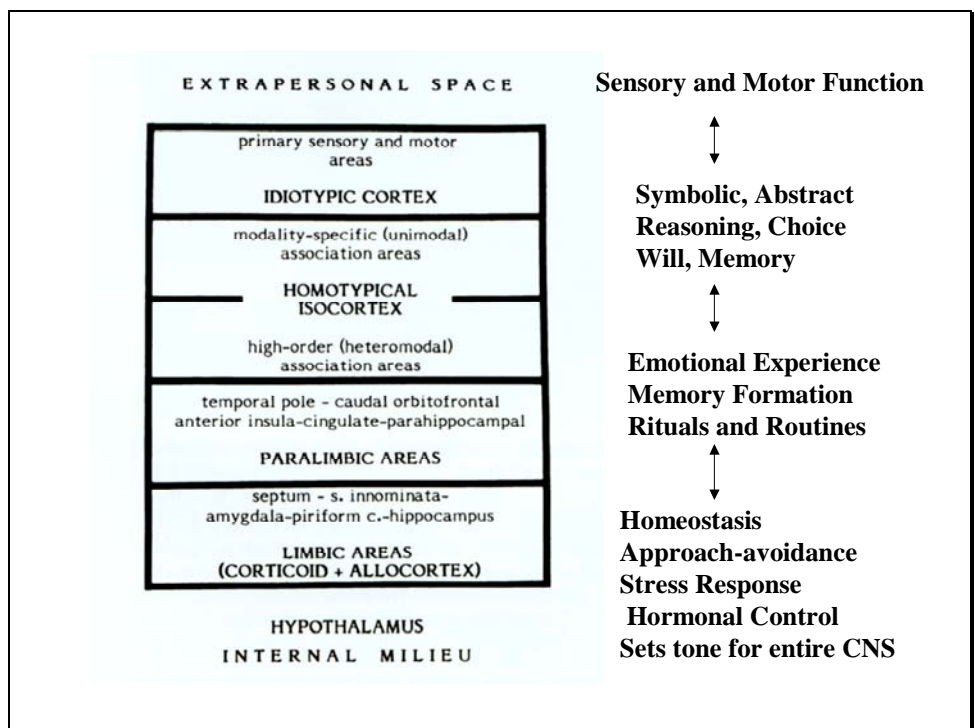 EXTRAPERSONAL SPACE
primary sensory and motor
areas
IDIOTYPIC CORTEX
modality-specific (unimodal)
association areas
HOMOTYPICAL
ISOCORTEX
high-order (heteromodal)
association areas
temporal pole - caudal orbitofrontal
anterior insula-cingulate-parahippocampal
PARALIMBIC AREAS
septum - s. innominata-
amygdala-piriform c.-hippocampus
LIMBIC AREAS
(CORTICOID + ALLOCORTEX)
HYPOTHALAMUS
INTERNAL MILIEU
Sensory and Motor Function
Symbolic, Abstract
Reasoning, Choice
Will, Memory
Emotional Experience
Memory Formation
Rituals and Routines
Homeostasis
Approach-avoidance
Stress Response
Hormonal Control
Sets tone for entire CNS